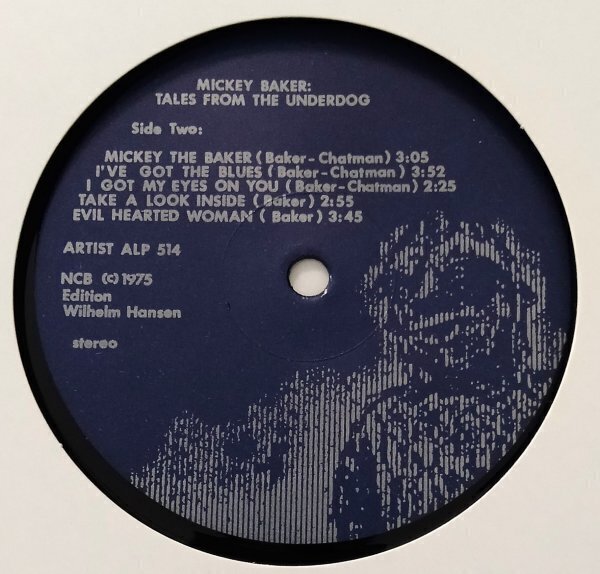 MICKEY BAKER:
TALES FROM THE UNDERDOG
Side Two:
MICKEY THE BAKER (Baker-Chatman) 3:05
I'VE GOT THE BLUES (Baker-Chatman) 3:52
I GOT MY EYES ON YOU (Baker-Chatman) 2:25
TAKE A LOOK INSIDE (Baker) 2:55
EVIL HEARTED WOMAN (Baker) 3:45
ARTIST ALP 514
NCB (c) 1975
Edition
Wilhelm Hansen
stereo